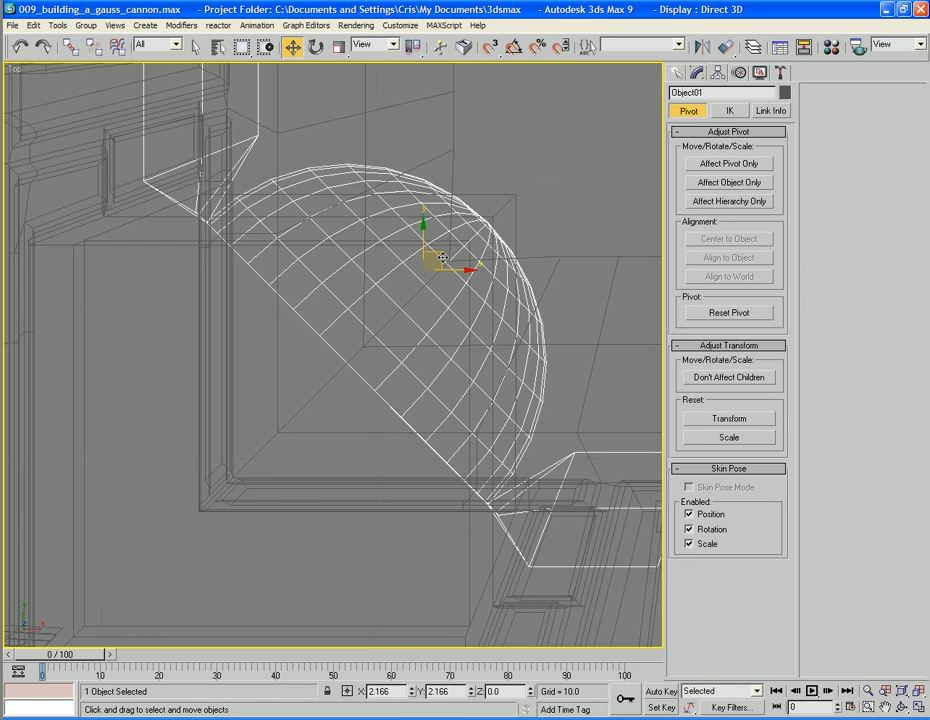 009_building_a_gauss_cannon.max - Project Folder: C:\Documents and Settings\Cris\My Documents\3dsmax - Autodesk 3ds Max 9 - Display : Direct 3D
File Edit Tools Group Views Create Modifiers reactor Animation Graph Editors Rendering Customize MAXScript Help
All View View
Top
Object01
Pivot IK Link Info
- Adjust Pivot
Move/Rotate/Scale:
Affect Pivot Only
Affect Object Only
Affect Hierarchy Only
Alignment:
Center to Object
Align to Object
Align to World
Pivot:
Reset Pivot
- Adjust Transform
Move/Rotate/Scale:
Don't Affect Children
Reset:
Transform
Scale
- Skin Pose
Skin Pose Mode
Enabled:
Position
Rotation
Scale
< 0 / 100 >
0 10 20 30 40 50 60 70 80 90 100
1 Object Selected X: 2.166 Y: 2.166 Z: 0.0 Grid = 10.0 Auto Key Selected
Click and drag to select and move objects Add Time Tag Set Key Key Filters... 0